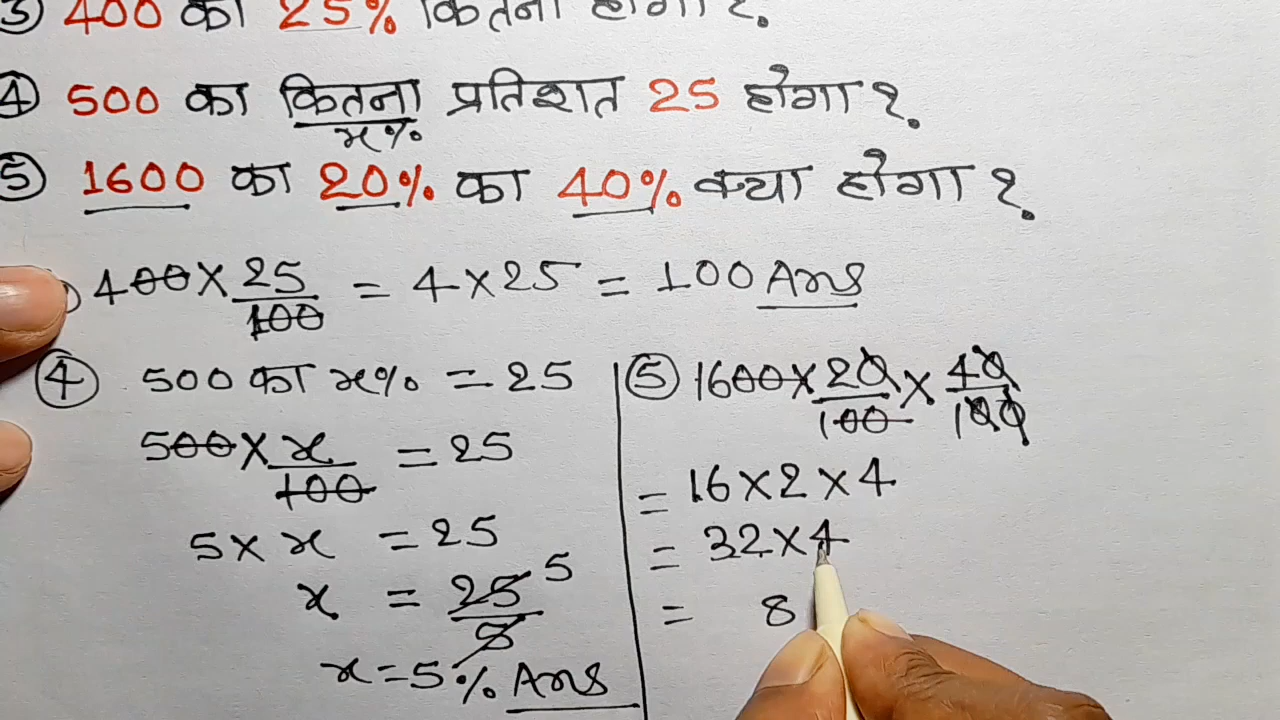 ③ 400 का 25% कितना होगा?
④ 500 का कितना प्रतिशत 25 होगा?
x%
⑤ 1600 का 20% का 40% क्या होगा?
400 × 25/100 = 4 × 25 = 100 Ans
④ 500 का x% = 25
500 × x/100 = 25
5 × x = 25
x = 25/5 5
x = 5% Ans
⑤ 1600 × 20/100 × 40/100
= 16 × 2 × 4
= 32 × 4
= 8